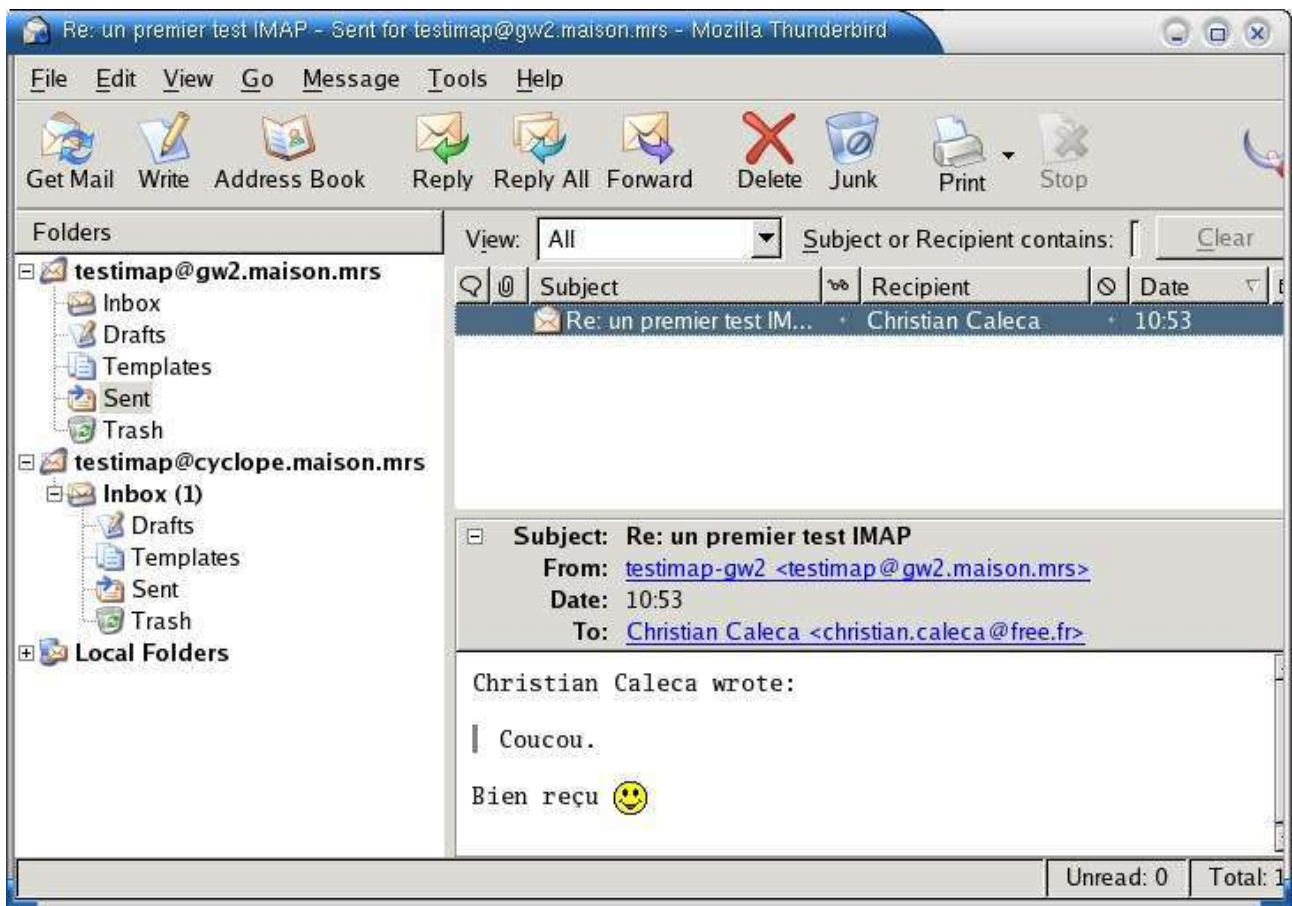 Re: un premier test IMAP - Sent for testimap@gw2.maison.mrs - Mozilla Thunderbird
File Edit View Go Message Tools Help
Get Mail Write Address Book Reply Reply All Forward Delete Junk Print Stop
Folders
testimap@gw2.maison.mrs
Inbox
Drafts
Templates
Sent
Trash
testimap@cyclope.maison.mrs
Inbox (1)
Drafts
Templates
Sent
Trash
Local Folders
View: All Subject or Recipient contains: Clear
Subject Recipient Date
Re: un premier test IM... Christian Caleca 10:53
Subject: Re: un premier test IMAP
From: testimap-gw2 <testimap@gw2.maison.mrs>
Date: 10:53
To: Christian Caleca <christian.caleca@free.fr>
Christian Caleca wrote:
Coucou.
Bien reçu
Unread: 0 Total: 1